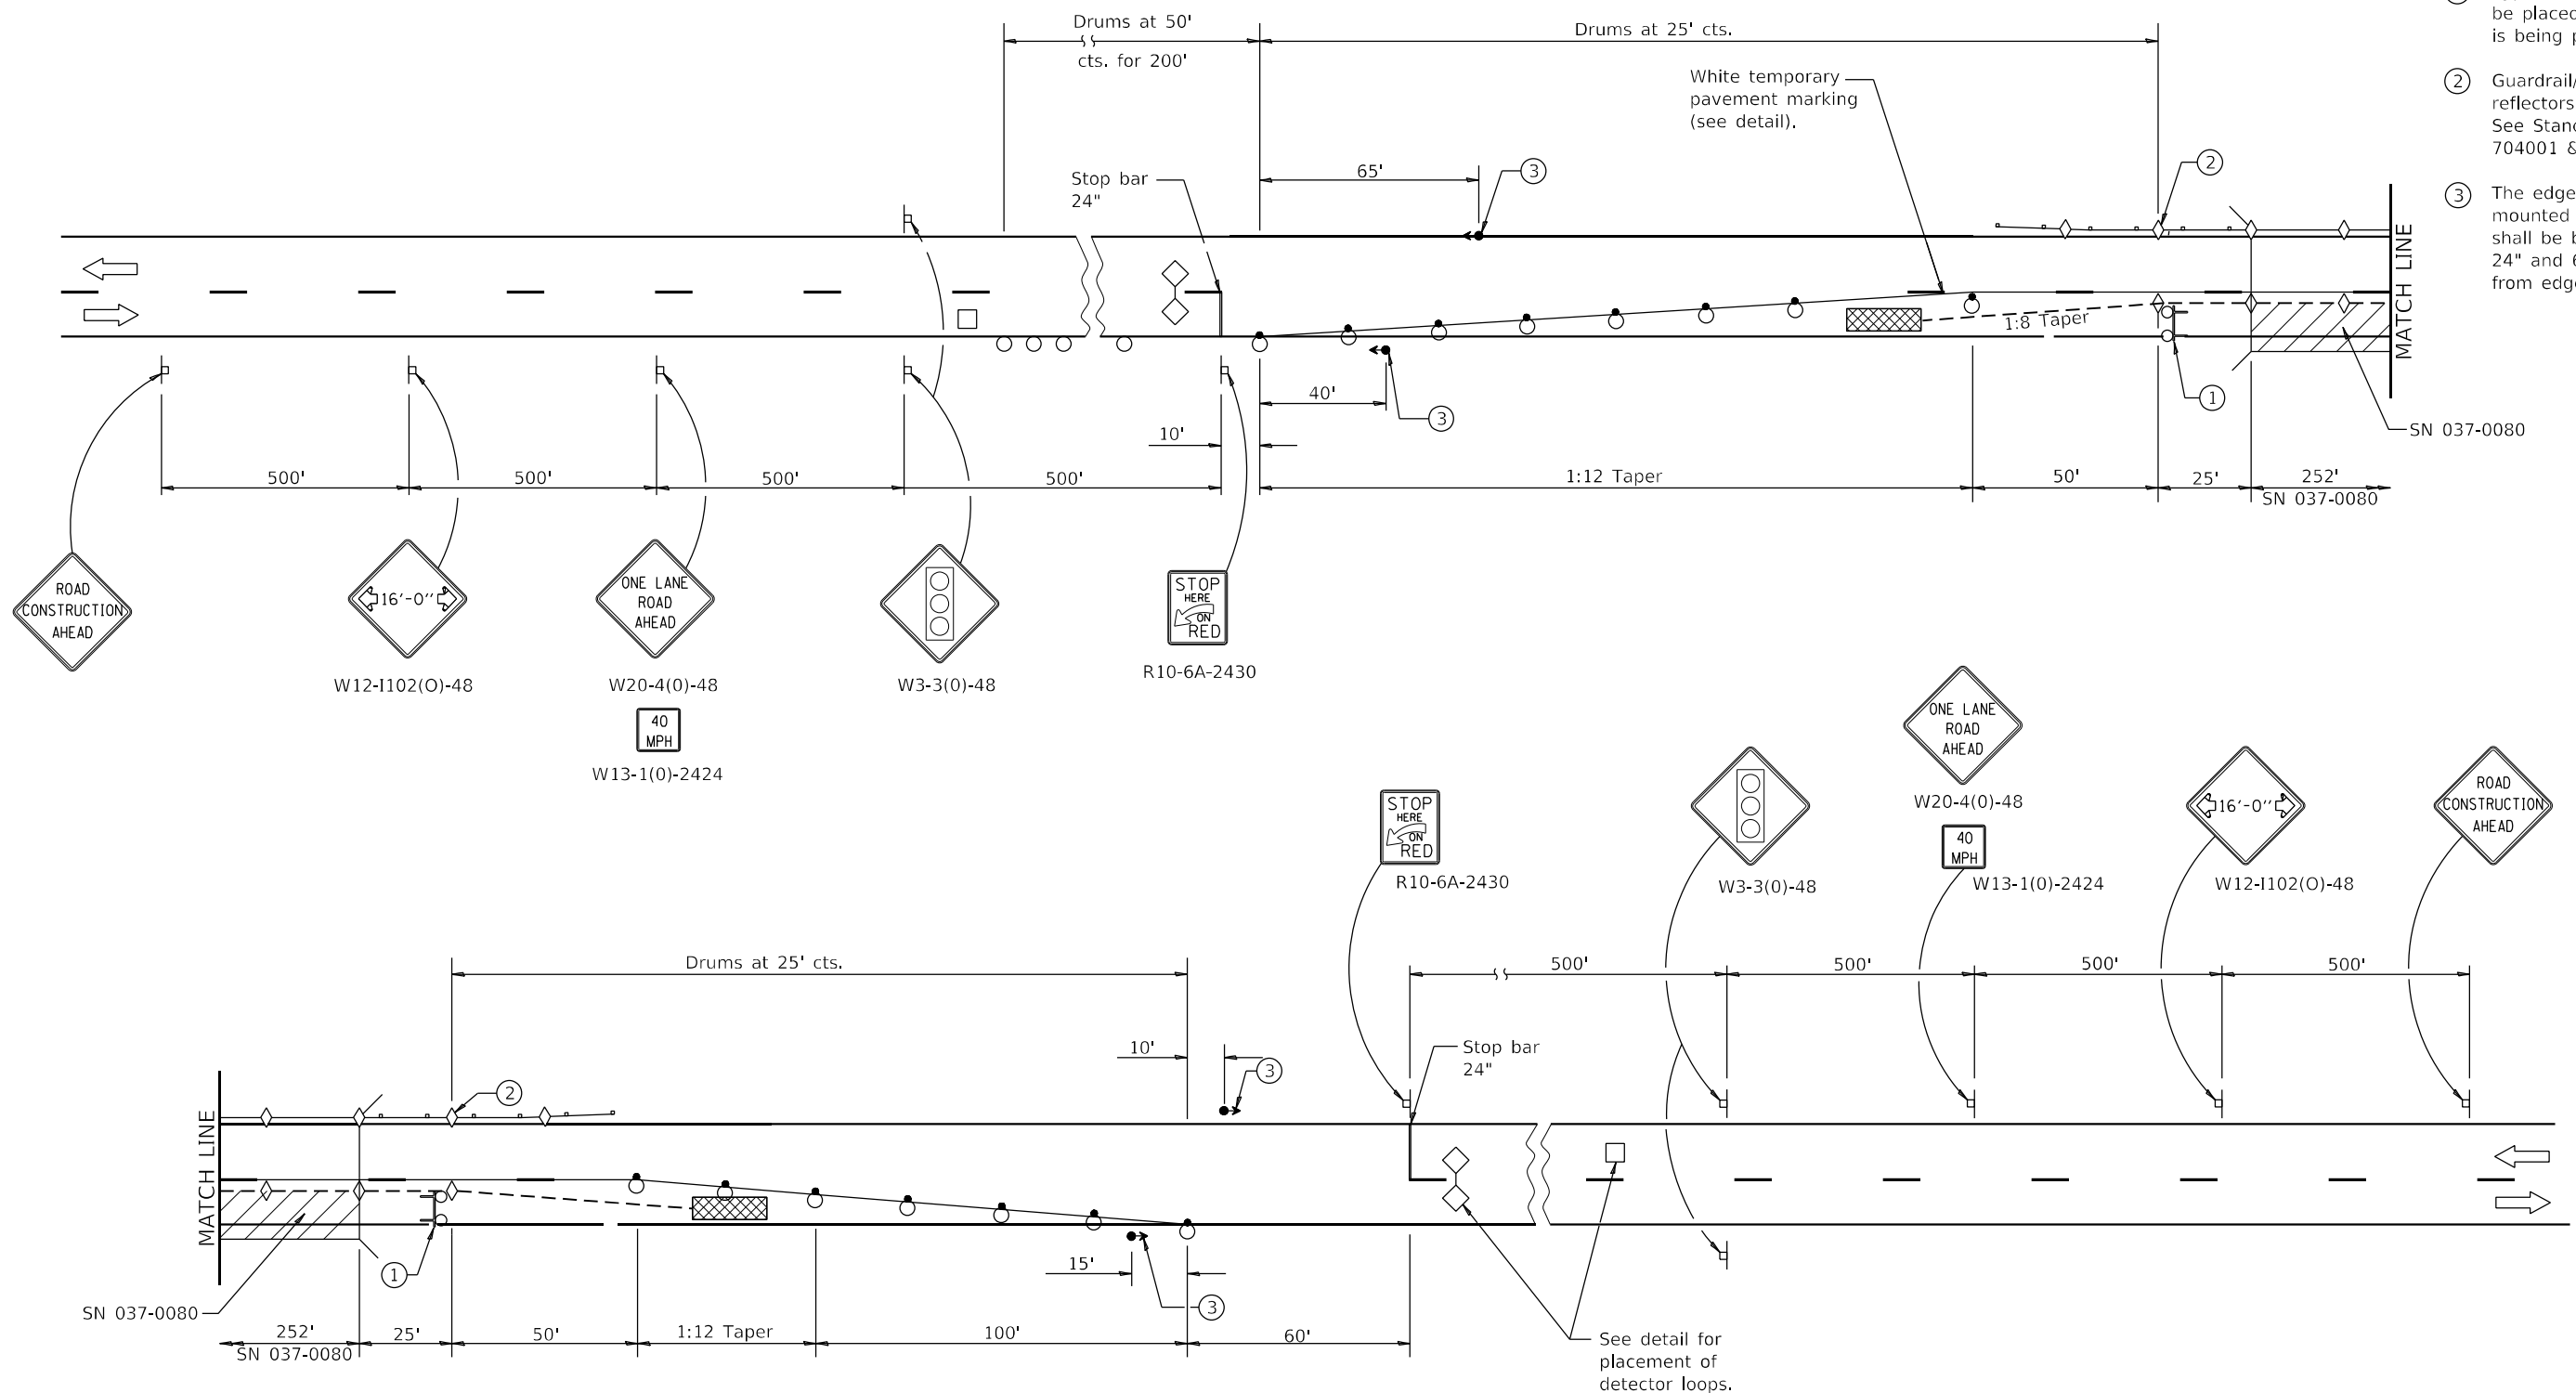 Drums at 50'
cts. for 200'
Drums at 25' cts.
White temporary
pavement marking
(see detail).
be placed
is being
2
Guardrail/
reflectors
See
704001 &
3
The edge
mounted
shall be
24" and
from
Stop bar
24"
65'
3
2
MATCH LINE
1:8 Taper
40'
3
1
SN 037-0080
10'
500'
500'
500'
500'
1:12 Taper
50'
25'
252'
SN 037-0080
ROAD
CONSTRUCTION
AHEAD
16'-0"
W12-I102(O)-48
ONE LANE
ROAD
AHEAD
W20-4(0)-48
40
MPH
W13-1(0)-2424
W3-3(0)-48
STOP
HERE
ON
RED
R10-6A-2430
STOP
HERE
ON
RED
R10-6A-2430
W3-3(0)-48
ONE LANE
ROAD
AHEAD
W20-4(0)-48
40
MPH
W13-1(0)-2424
16'-0"
W12-I102(O)-48
ROAD
CONSTRUCTION
AHEAD
Drums at 25' cts.
500'
500'
500'
500'
10'
3
Stop bar
24"
2
MATCH LINE
1
15'
3
SN 037-0080
252'
SN 037-0080
25'
50'
1:12 Taper
100'
60'
See detail for
placement of
detector loops.